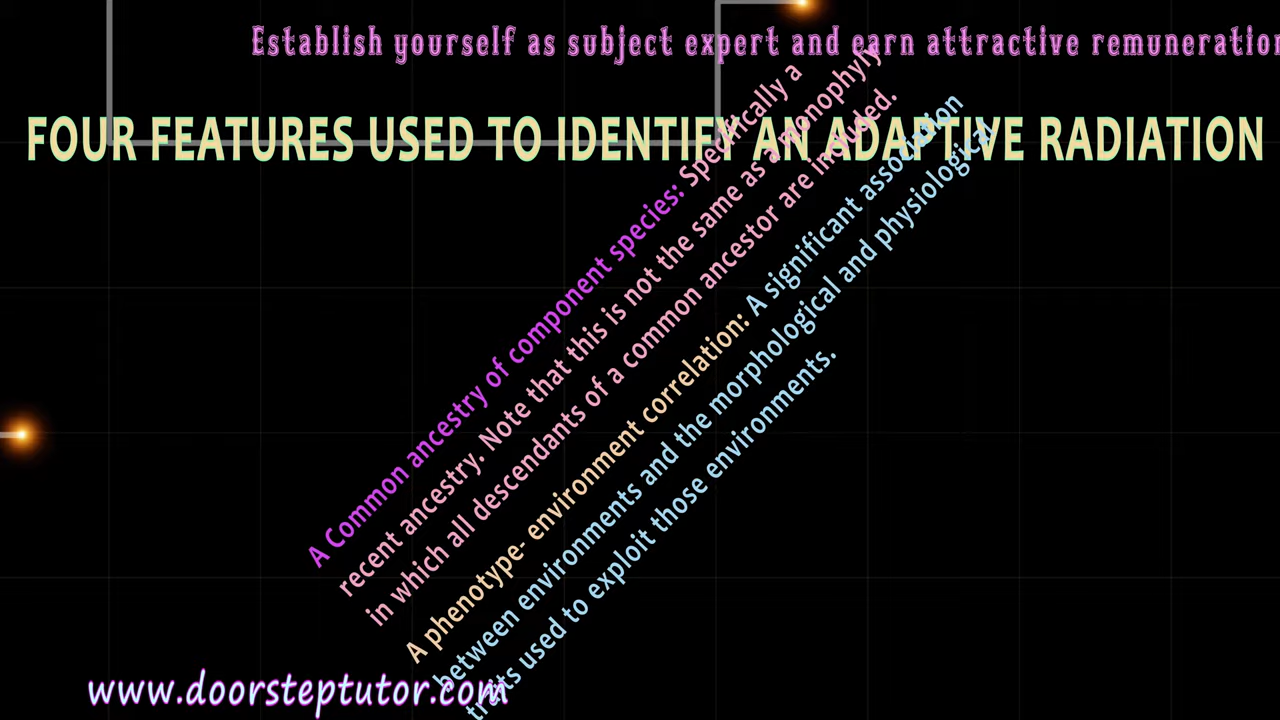 Establish yourself as subject expert and earn attractive remuneration
FOUR FEATURES USED TO IDENTIFY AN ADAPTIVE RADIATION
A Common ancestry of component species: Specifically a
recent ancestry. Note that this is not the same as a monophyly
in which all descendants of a common ancestor are included.
A phenotype- environment correlation: A significant association
between environments and the morphological and physiological
traits used to exploit those environments.
www.doorsteptutor.com